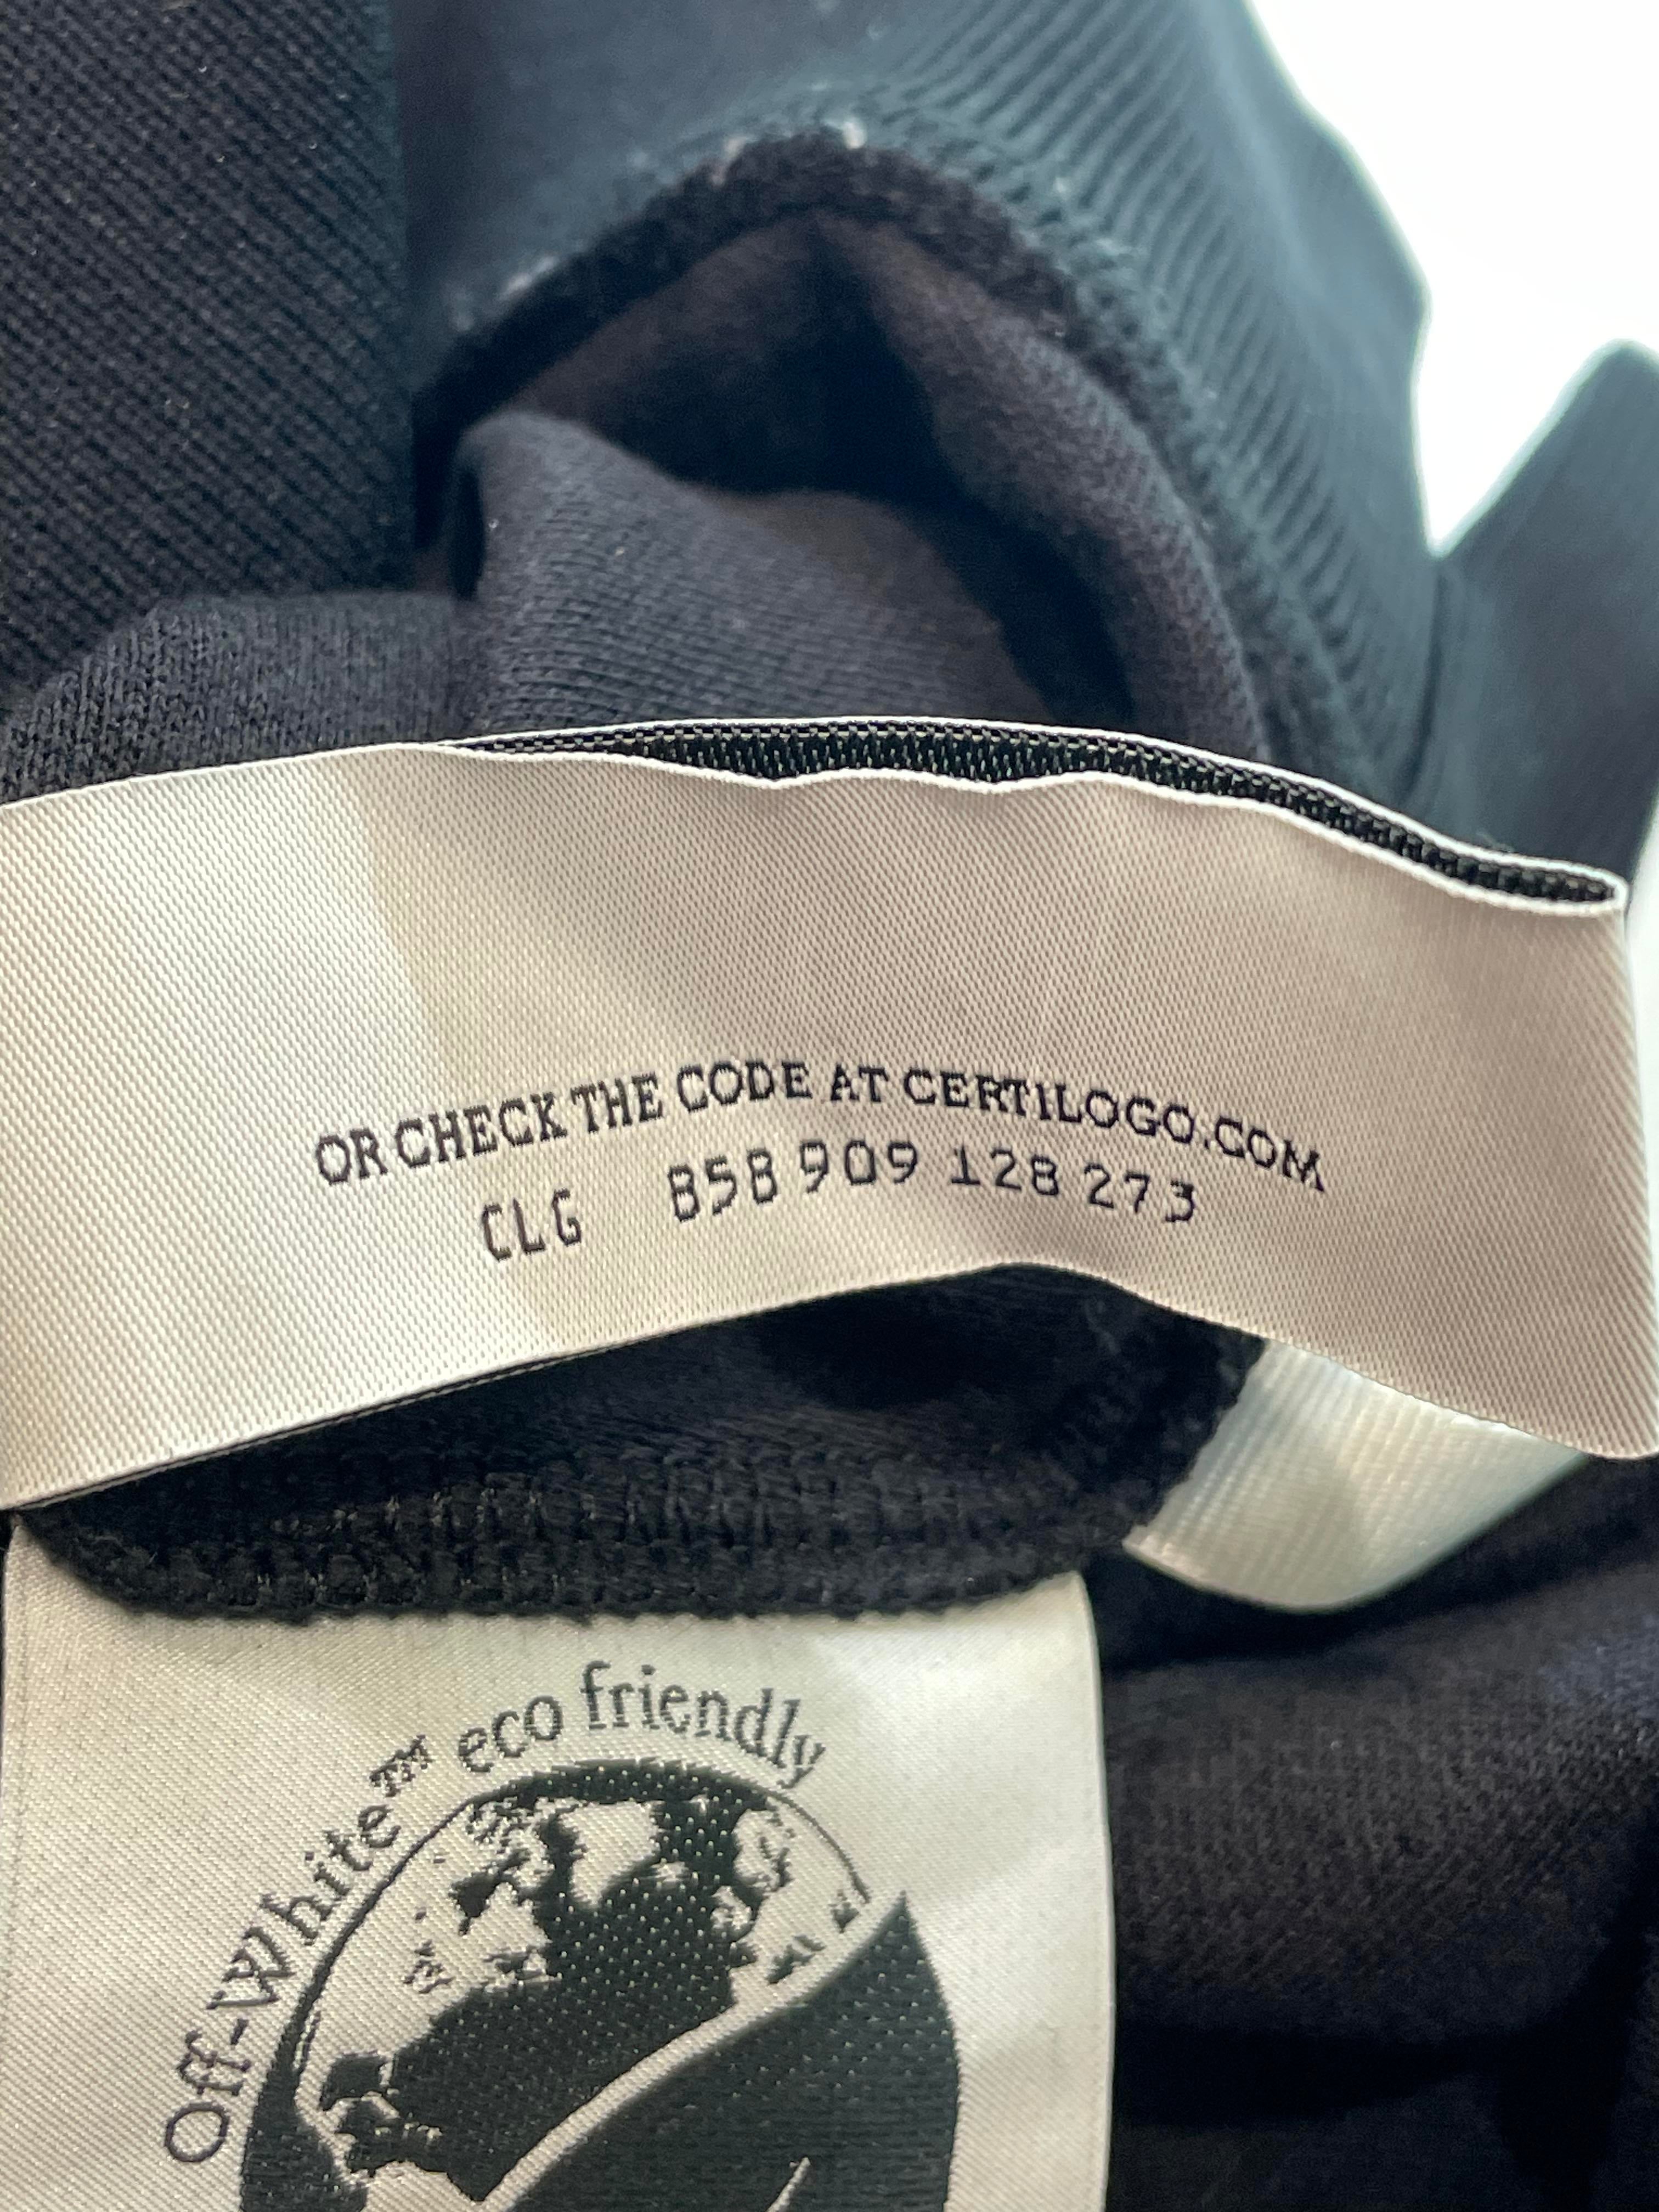 OR CHECK THE CODE AT CERTILOGO.COM
CLG 858 909 128 273
Off-White™ eco friendly